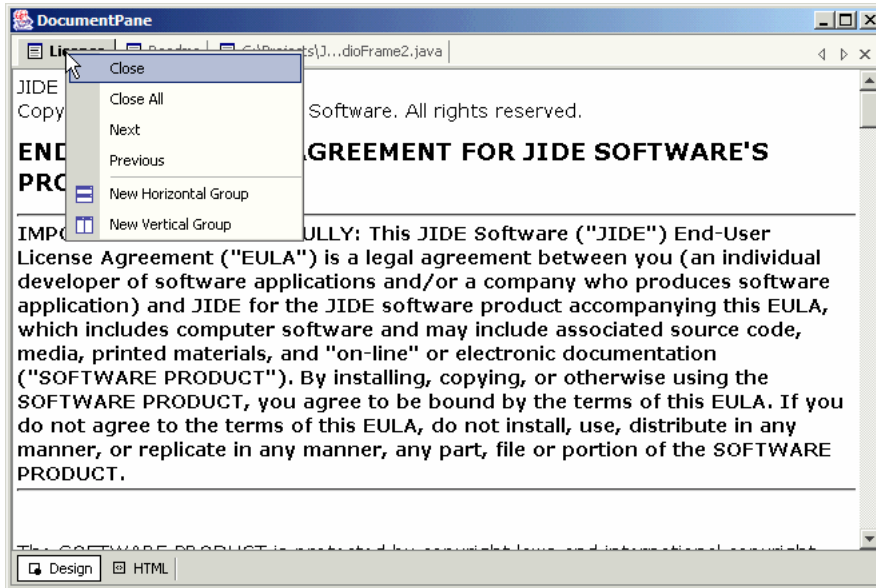 DocumentPane
C:\Projects\J...dioFrame2.java
Close
Close All
Next
Previous
New Horizontal Group
New Vertical Group
JIDE
Software. All rights reserved.
AGREEMENT FOR JIDE SOFTWARE'S
This JIDE Software ("JIDE") End-User
License Agreement ("EULA") is a legal agreement between you (an individual
developer of software applications and/or a company who produces software
application) and JIDE for the JIDE software product accompanying this EULA,
which includes computer software and may include associated source code,
media, printed materials, and "on-line" or electronic documentation
("SOFTWARE PRODUCT"). By installing, copying, or otherwise using the
SOFTWARE PRODUCT, you agree to be bound by the terms of this EULA. If you
do not agree to the terms of this EULA, do not install, use, distribute in any
manner, or replicate in any manner, any part, file or portion of the SOFTWARE
PRODUCT.
Design HTML